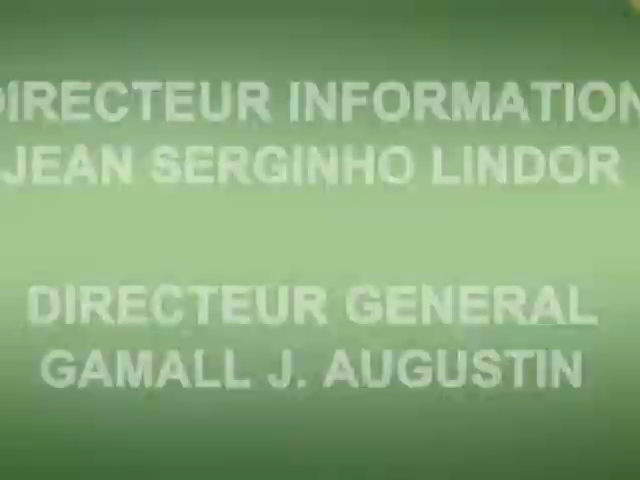 DIRECTEUR INFORMATION
JEAN SERGINHO LINDOR
DIRECTEUR GENERAL
GAMALL J. AUGUSTIN